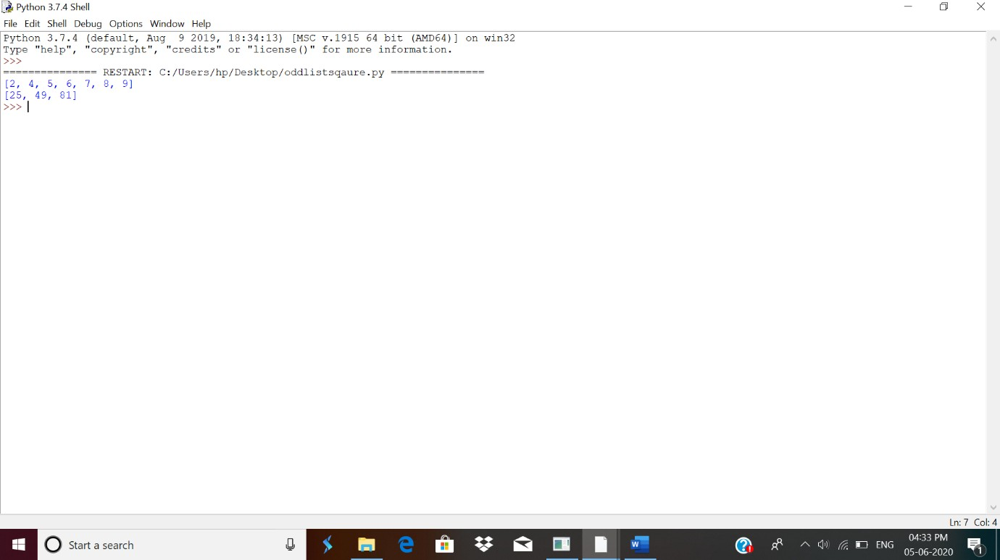 Python 3.7.4 Shell
File Edit Shell Debug Options Window Help
Python 3.7.4 (default, Aug  9 2019, 18:34:13) [MSC v.1915 64 bit (AMD64)] on win32
Type "help", "copyright", "credits" or "license()" for more information.
>>>
=============== RESTART: C:/Users/hp/Desktop/oddlistsqaure.py ===============
[2, 4, 5, 6, 7, 8, 9]
[25, 49, 81]
>>>
Ln: 7 Col: 4
Start a search
W
ENG
04:33 PM
05-06-2020
1